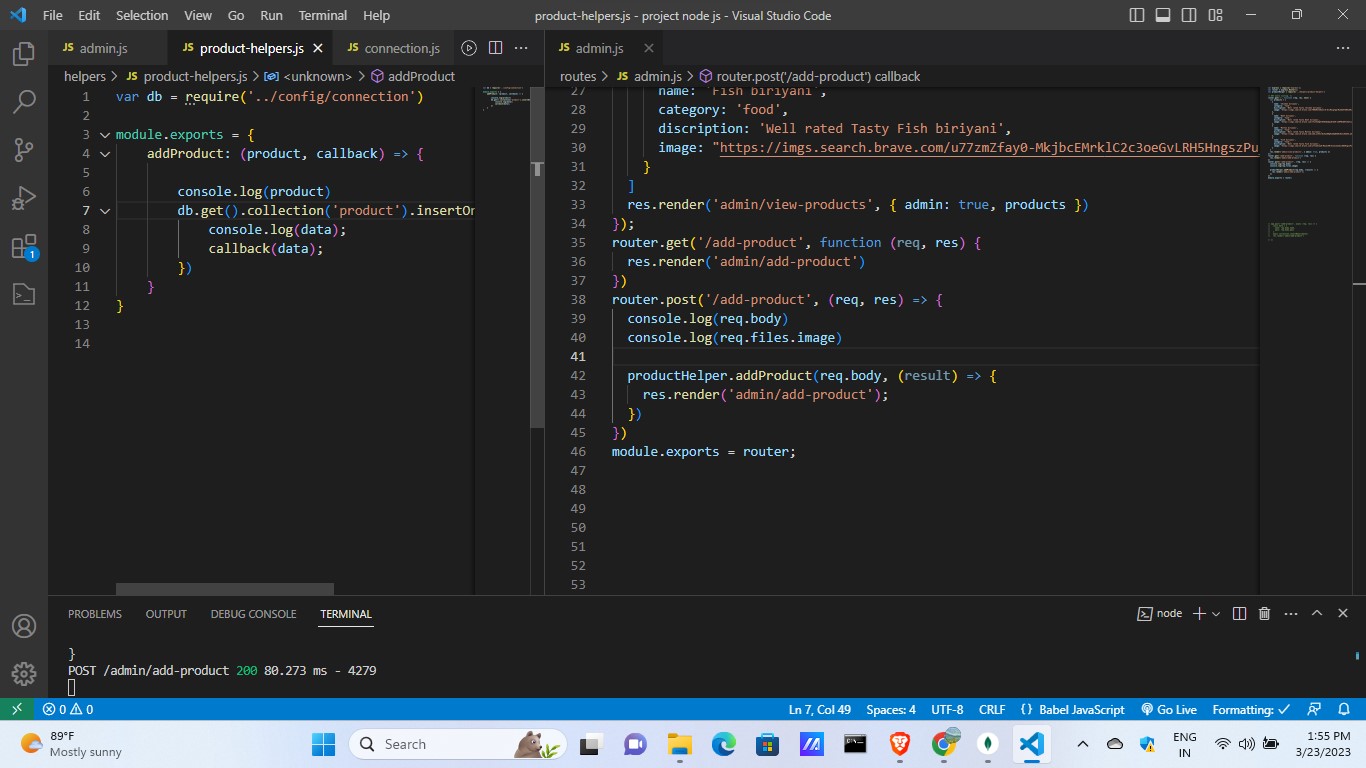 File Edit Selection View Go Run Terminal Help
product-helpers.js - project node js - Visual Studio Code
JS admin.js
JS product-helpers.js
JS connection.js
helpers > JS product-helpers.js > <unknown> > addProduct
1 var db = require('../config/connection')
2
3 module.exports = {
4 addProduct: (product, callback) => {
5
6 console.log(product)
7 db.get().collection('product').insertOn
8 console.log(data);
9 callback(data);
10 })
11 }
12 }
13
14
JS admin.js
routes > JS admin.js > router.post('/add-product') callback
27 name: 'Fish biriyani',
28 category: 'food',
29 discription: 'Well rated Tasty Fish biriyani',
30 image: "https://imgs.search.brave.com/u77zmZfay0-MkjbcEMrklC2c3oeGvLRH5HngszPu
31 }
32 ]
33 res.render('admin/view-products', { admin: true, products })
34 });
35 router.get('/add-product', function (req, res) {
36 res.render('admin/add-product')
37 })
38 router.post('/add-product', (req, res) => {
39 console.log(req.body)
40 console.log(req.files.image)
41
42 productHelper.addProduct(req.body, (result) => {
43 res.render('admin/add-product');
44 })
45 })
46 module.exports = router;
47
48
49
50
51
52
53
PROBLEMS OUTPUT DEBUG CONSOLE TERMINAL
node
}
POST /admin/add-product 200 80.273 ms - 4279
1
0 0
Ln 7, Col 49 Spaces: 4 UTF-8 CRLF {} Babel JavaScript Go Live Formatting: ✓
89°F
Mostly sunny
Search
ENG
IN
1:55 PM
3/23/2023